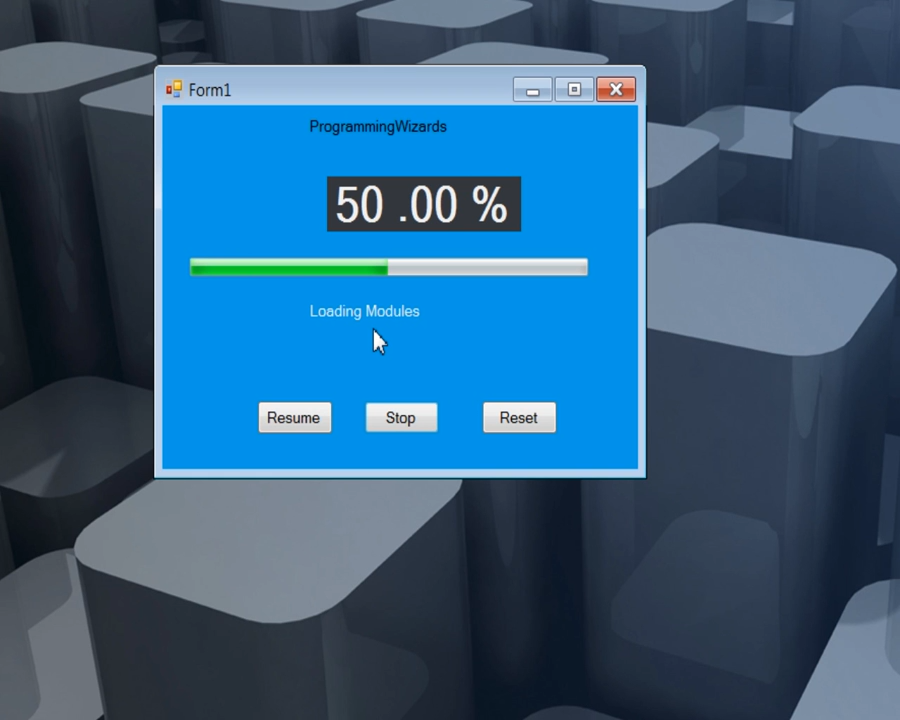 Form1
ProgrammingWizards
50 .00 %
Loading Modules
Resume Stop Reset